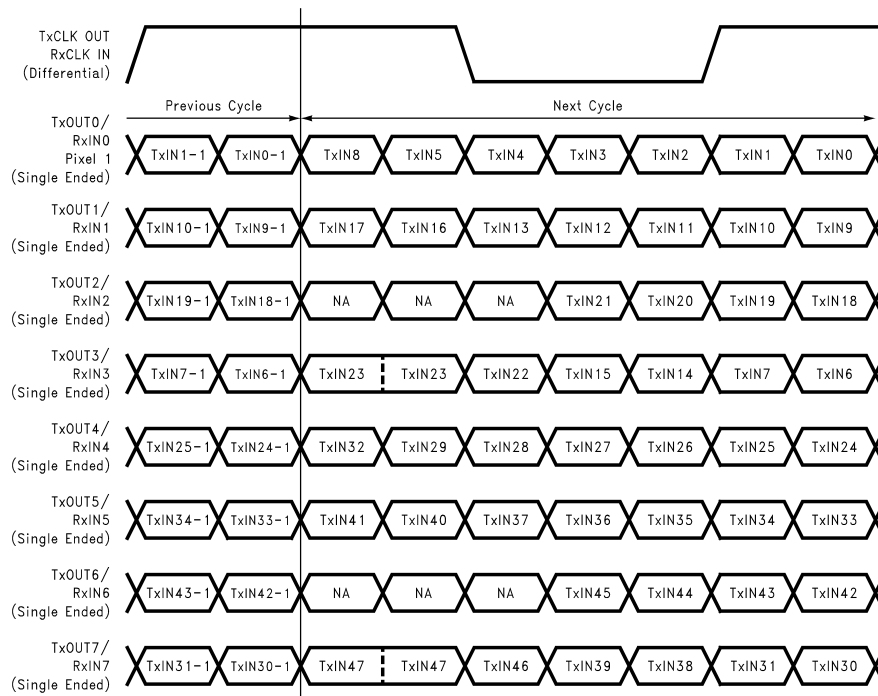 TxCLK OUT
RxCLK IN
(Differential)
Previous Cycle
Next Cycle
TxOUT0/
RxIN0
Pixel 1
(Single Ended)
TxIN1-1 TxIN0-1 TxIN8 TxIN5 TxIN4 TxIN3 TxIN2 TxIN1 TxIN0
TxOUT1/
RxIN1
(Single Ended)
TxIN10-1 TxIN9-1 TxIN17 TxIN16 TxIN13 TxIN12 TxIN11 TxIN10 TxIN9
TxOUT2/
RxIN2
(Single Ended)
TxIN19-1 TxIN18-1 NA NA NA TxIN21 TxIN20 TxIN19 TxIN18
TxOUT3/
RxIN3
(Single Ended)
TxIN7-1 TxIN6-1 TxIN23 TxIN23 TxIN22 TxIN15 TxIN14 TxIN7 TxIN6
TxOUT4/
RxIN4
(Single Ended)
TxIN25-1 TxIN24-1 TxIN32 TxIN29 TxIN28 TxIN27 TxIN26 TxIN25 TxIN24
TxOUT5/
RxIN5
(Single Ended)
TxIN34-1 TxIN33-1 TxIN41 TxIN40 TxIN37 TxIN36 TxIN35 TxIN34 TxIN33
TxOUT6/
RxIN6
(Single Ended)
TxIN43-1 TxIN42-1 NA NA NA TxIN45 TxIN44 TxIN43 TxIN42
TxOUT7/
RxIN7
(Single Ended)
TxIN31-1 TxIN30-1 TxIN47 TxIN47 TxIN46 TxIN39 TxIN38 TxIN31 TxIN30